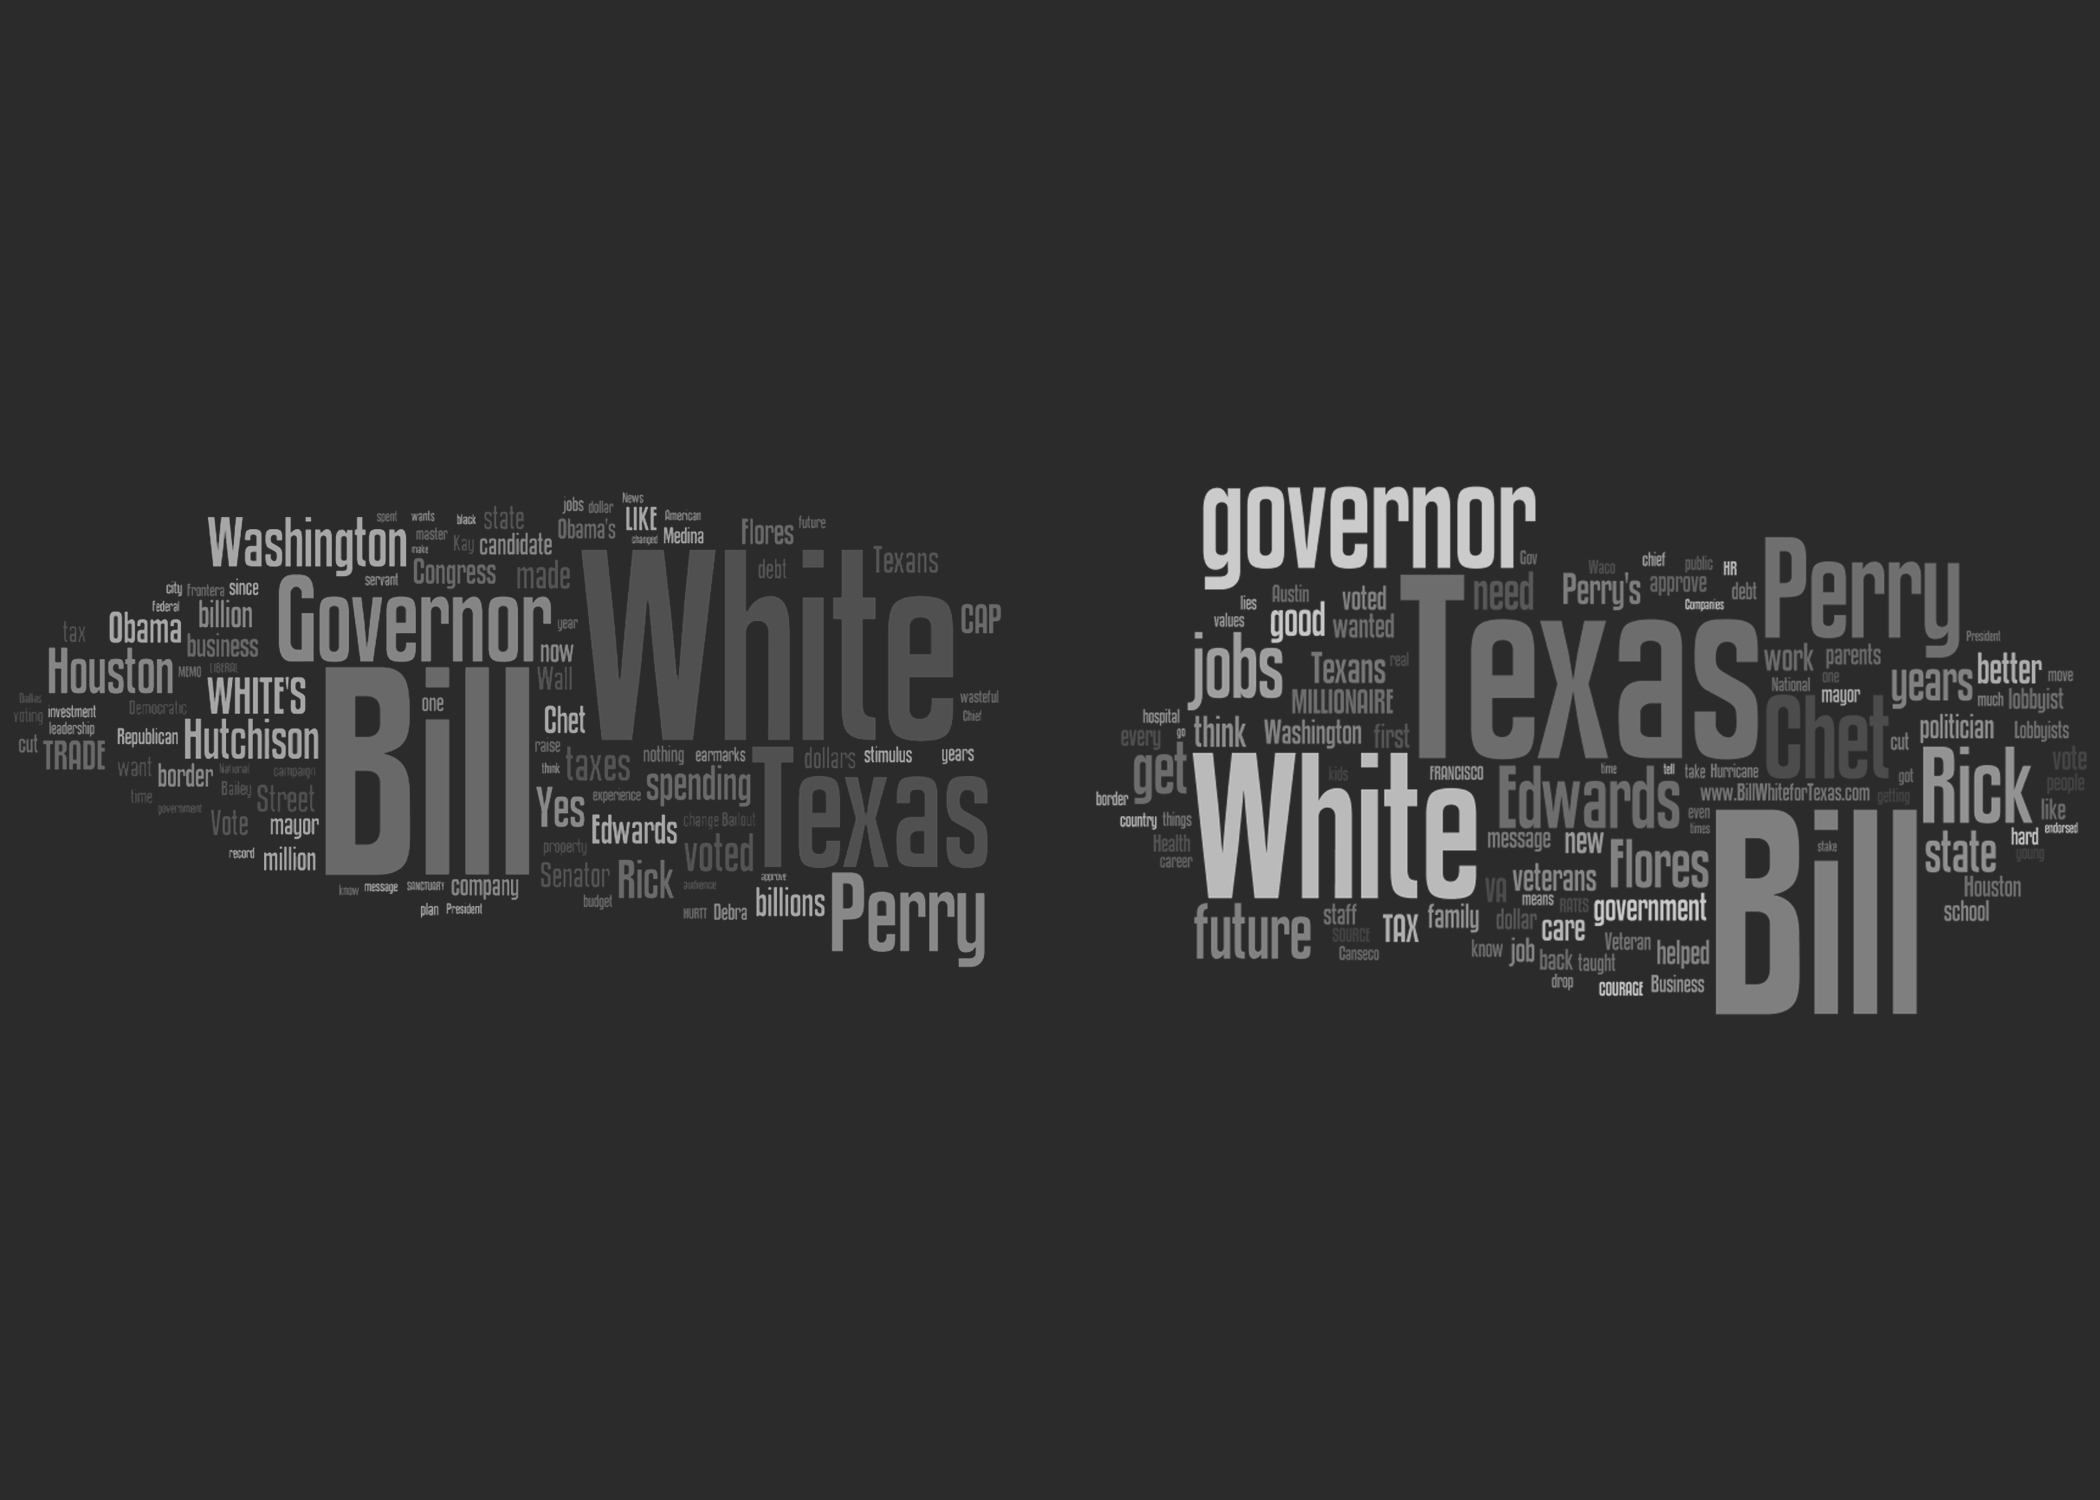 spent wants black state jobs dollar News
Washington master Kay candidate Obama's LIKE American
make changed Medina Flores future
servant Congress made debt Texans
city frontera since Governor White
federal billion year CAP
tax Obama business now
Houston MEMO LIBERAL Wall
Dallas WHITE'S Bill one wasteful
voting investment Democratic Chet Chief
leadership Republican Hutchison
cut TRADE raise nothing earmarks dollars stimulus years
want border National campaign think taxes Texas
time Bailey Street Yes experience spending
government change Bailout
Vote mayor Edwards
record million property voted
know message SANCTUARY company Senator Rick audience approve
plan President budget HURTT Debra billions Perry
governor
Gov Waco chief public HR Perry
lies Austin voted Texas need Perry's approve debt
values good wanted Companies
President
jobs Texans real work parents
MILLIONAIRE National one mayor years better move
much lobbyist
hospital think Washington first Chet politician Lobbyists
every go cut
get White kids FRANCISCO Edwards time tell take Hurricane got Rick vote
border www.BillWhiteforTexas.com getting people
country things even Bill like
Health message new times stake hard endorsed
career Flores state young
VA veterans Houston
future staff means RATES government school
SOURCE TAX family dollar care
Canseco know job Veteran helped
back taught
drop COURAGE Business